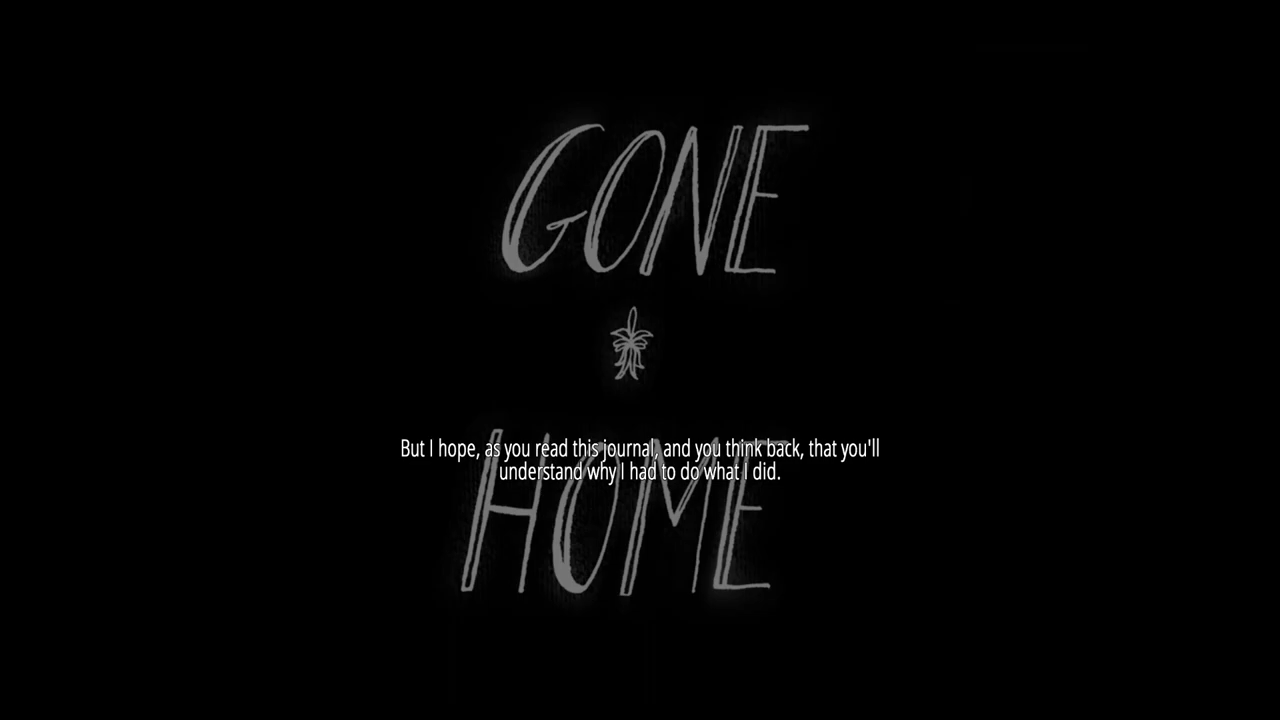 GONE
HOME
But I hope, as you read this journal, and you think back, that you'll
understand why I had to do what I did.